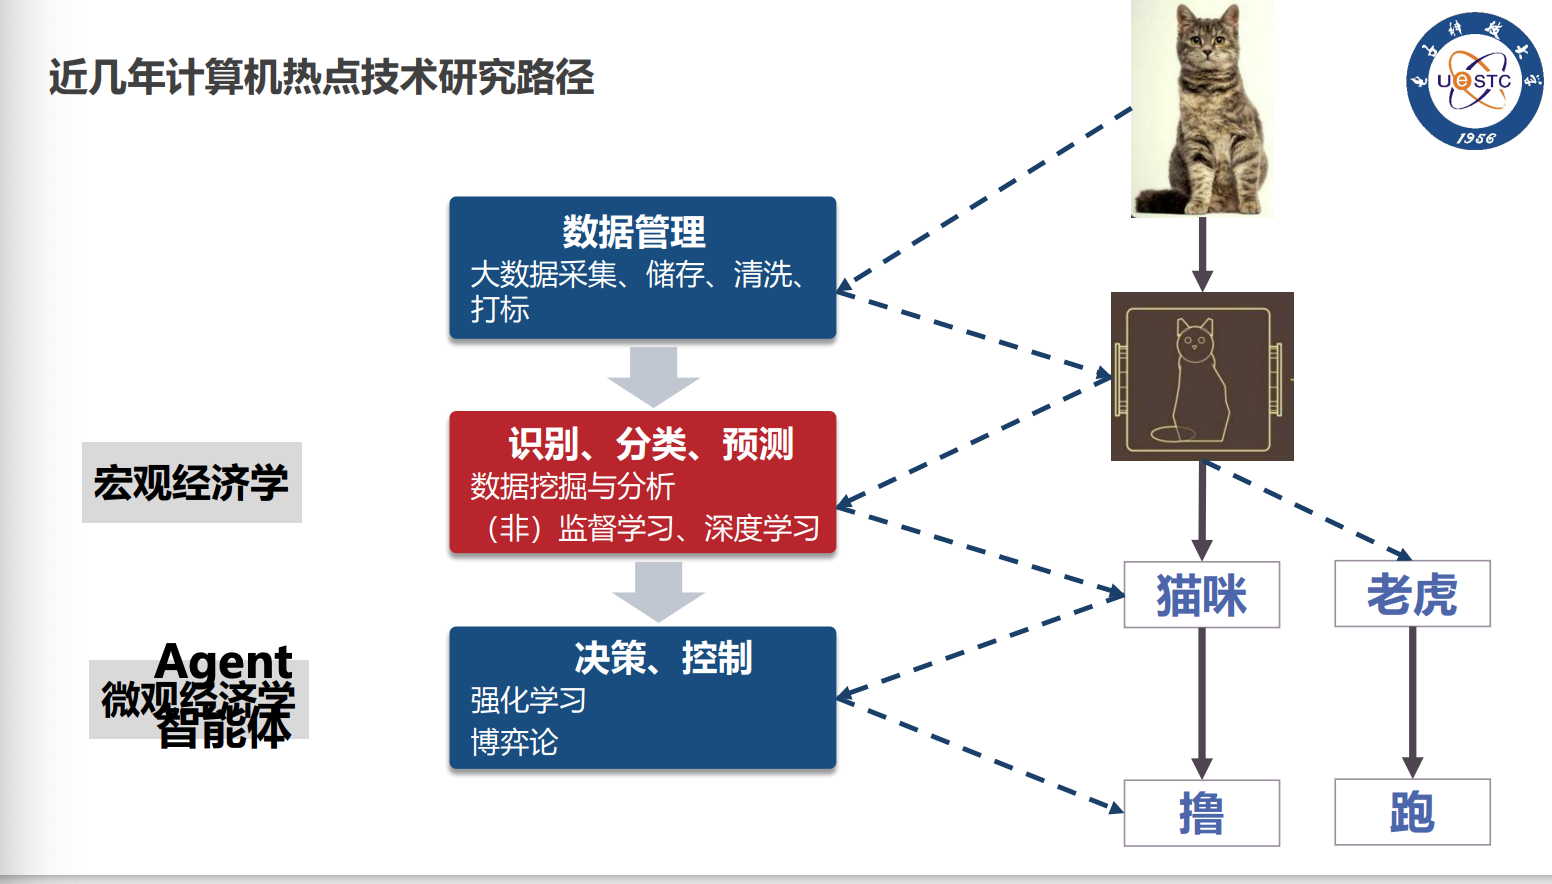 近几年计算机热点技术研究路径
UeSTC
1956
数据管理
大数据采集、储存、清洗、
打标
识别、分类、预测
数据挖掘与分析
（非）监督学习、深度学习
宏观经济学
猫咪
老虎
Agent
微观经济学
智能体
决策、控制
强化学习
博弈论
撸
跑